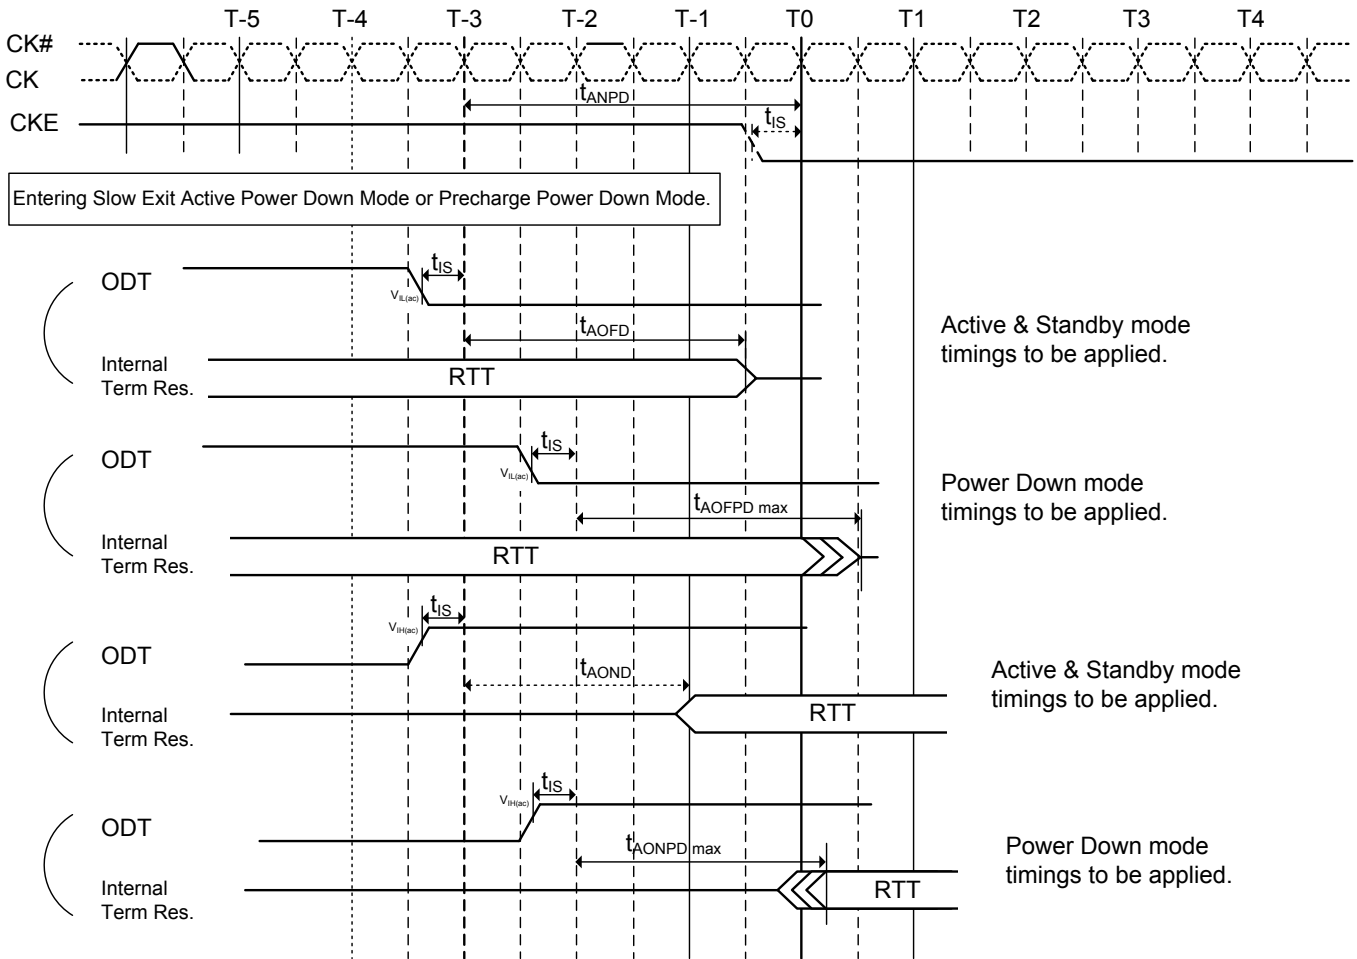 T-5 T-4 T-3 T-2 T-1 T0 T1 T2 T3 T4
CK#
CK
tANPD
CKE
tIS
Entering Slow Exit Active Power Down Mode or Precharge Power Down Mode.
ODT
tIS
VIL(ac)
tAOFD
Internal
Term Res.
RTT
Active & Standby mode
timings to be applied.
ODT
tIS
VIL(ac)
tAOFPD max
Internal
Term Res.
RTT
Power Down mode
timings to be applied.
tIS
VIH(ac)
ODT
tAOND
Internal
Term Res.
RTT
Active & Standby mode
timings to be applied.
tIS
VIH(ac)
ODT
tAONPD max
Internal
Term Res.
RTT
Power Down mode
timings to be applied.